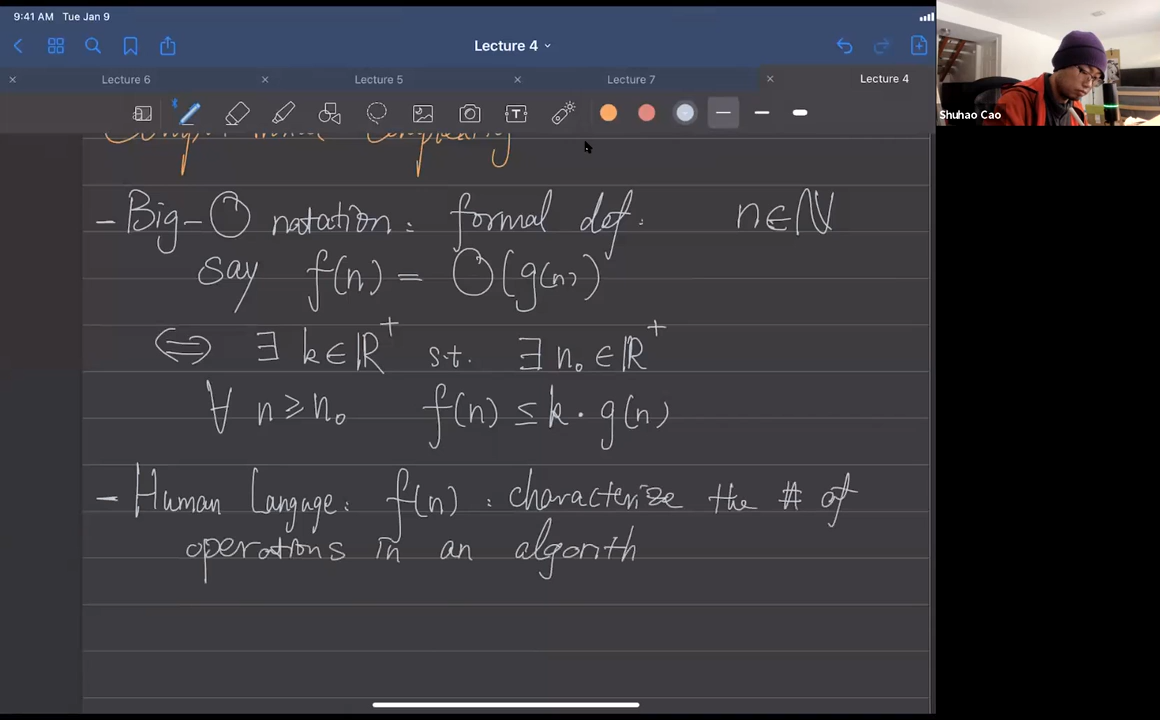 9:41 AM Tue Jan 9
Lecture 4
Lecture 6
Lecture 5
Lecture 7
Lecture 4
Shuhao Cao
Complexity
- Big-O notation: formal def: n∈ℕ
say f(n) = O(g(n))
⟺ ∃ k∈ℝ⁺ s.t. ∃ n₀ ∈ℝ⁺
∀ n ≥ n₀ f(n) ≤ k · g(n)
- Human Langage: f(n) : characterize the # of
operations in an algorith